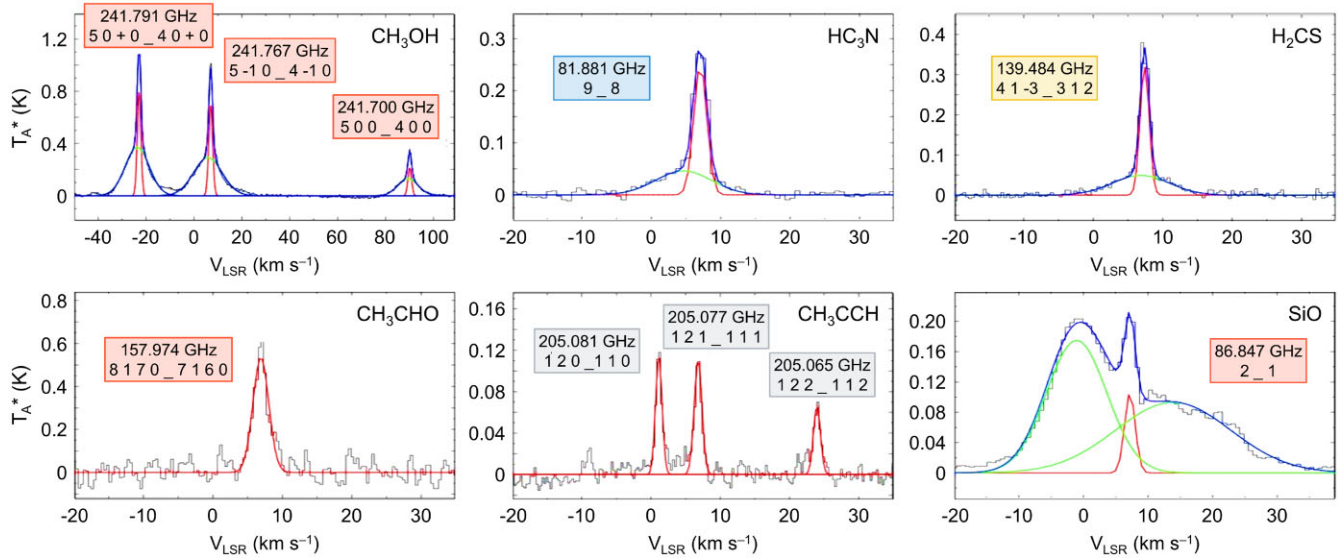 241.791 GHz
5 0 + 0 _ 4 0 + 0
241.767 GHz
5 -1 0 _ 4 -1 0
241.700 GHz
5 0 0 _ 4 0 0
CH₃OH
1.2
0.8
0.4
0
T_A* (K)
-40 -20 0 20 40 60 80 100
V_LSR (km s⁻¹)
81.881 GHz
9 _ 8
HC₃N
0.3
0.2
0.1
0
-20 -10 0 10 20 30
V_LSR (km s⁻¹)
139.484 GHz
4 1 -3 _ 3 1 2
H₂CS
0.4
0.3
0.2
0.1
0
-20 -10 0 10 20 30
V_LSR (km s⁻¹)
157.974 GHz
8 1 7 0 _ 7 1 6 0
CH₃CHO
0.8
0.6
0.4
0.2
0
T_A* (K)
-20 -10 0 10 20 30
V_LSR (km s⁻¹)
205.081 GHz
1 2 0 _ 1 1 0
205.077 GHz
1 2 1 _ 1 1 1
205.065 GHz
1 2 2 _ 1 1 2
CH₃CCH
0.16
0.12
0.08
0.04
0
-20 -10 0 10 20 30
V_LSR (km s⁻¹)
86.847 GHz
2 _ 1
SiO
0.20
0.16
0.12
0.08
0.04
0.00
-20 -10 0 10 20 30
V_LSR (km s⁻¹)